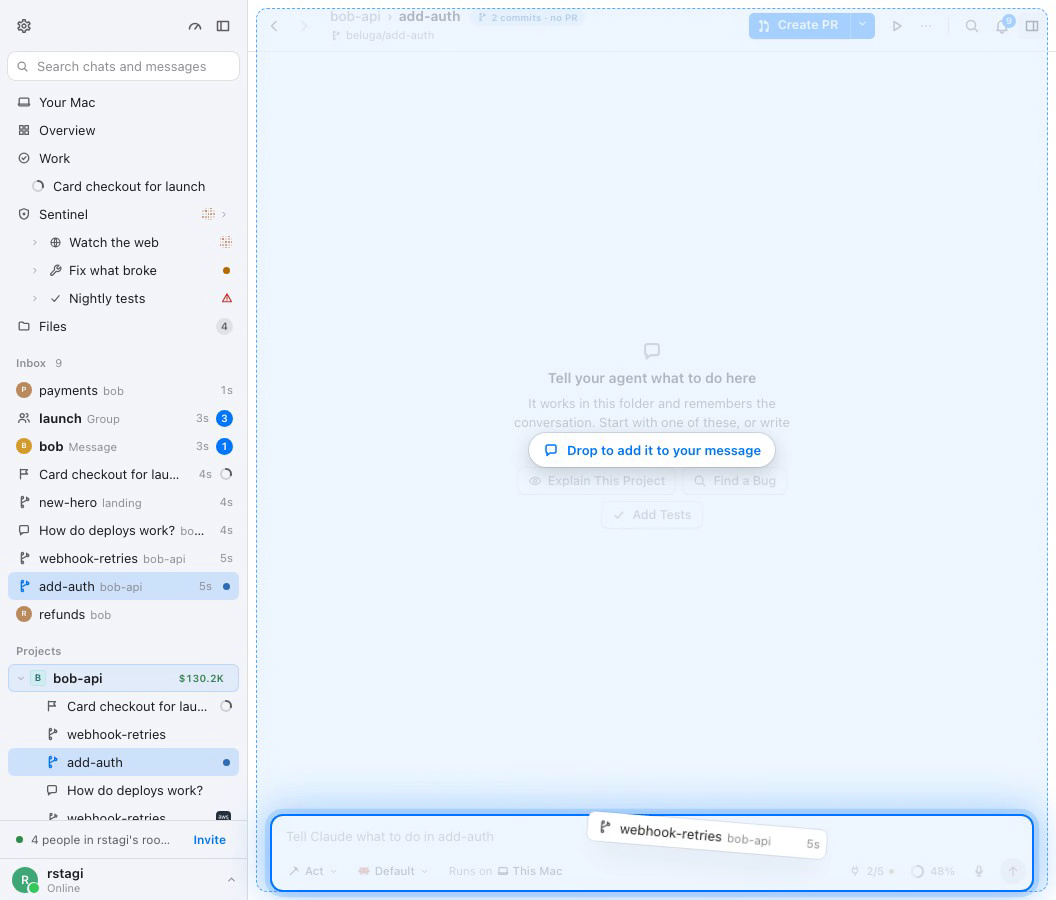 Search chats and messages
Your Mac
Overview
Work
Card checkout for launch
Sentinel
Watch the web
Fix what broke
Nightly tests
Files 4
Inbox 9
P payments bob 1s
launch Group 3s 3
B bob Message 3s 1
Card checkout for lau... 4s
new-hero landing 4s
How do deploys work? bo... 4s
webhook-retries bob-api 5s
add-auth bob-api 5s
R refunds bob
Projects
B bob-api $130.2K
Card checkout for lau...
webhook-retries
add-auth
How do deploys work?
webhook-retries aws
4 people in rstagi's roo... Invite
R rstagi
Online
bob-api › add-auth 2 commits · no PR
beluga/add-auth
Create PR
9
Tell your agent what to do here
It works in this folder and remembers the
conversation. Start with one of these, or write
Drop to add it to your message
Explain This Project Find a Bug
Add Tests
Tell Claude what to do in add-auth
webhook-retries bob-api 5s
Act Default Runs on This Mac 2/5 48%